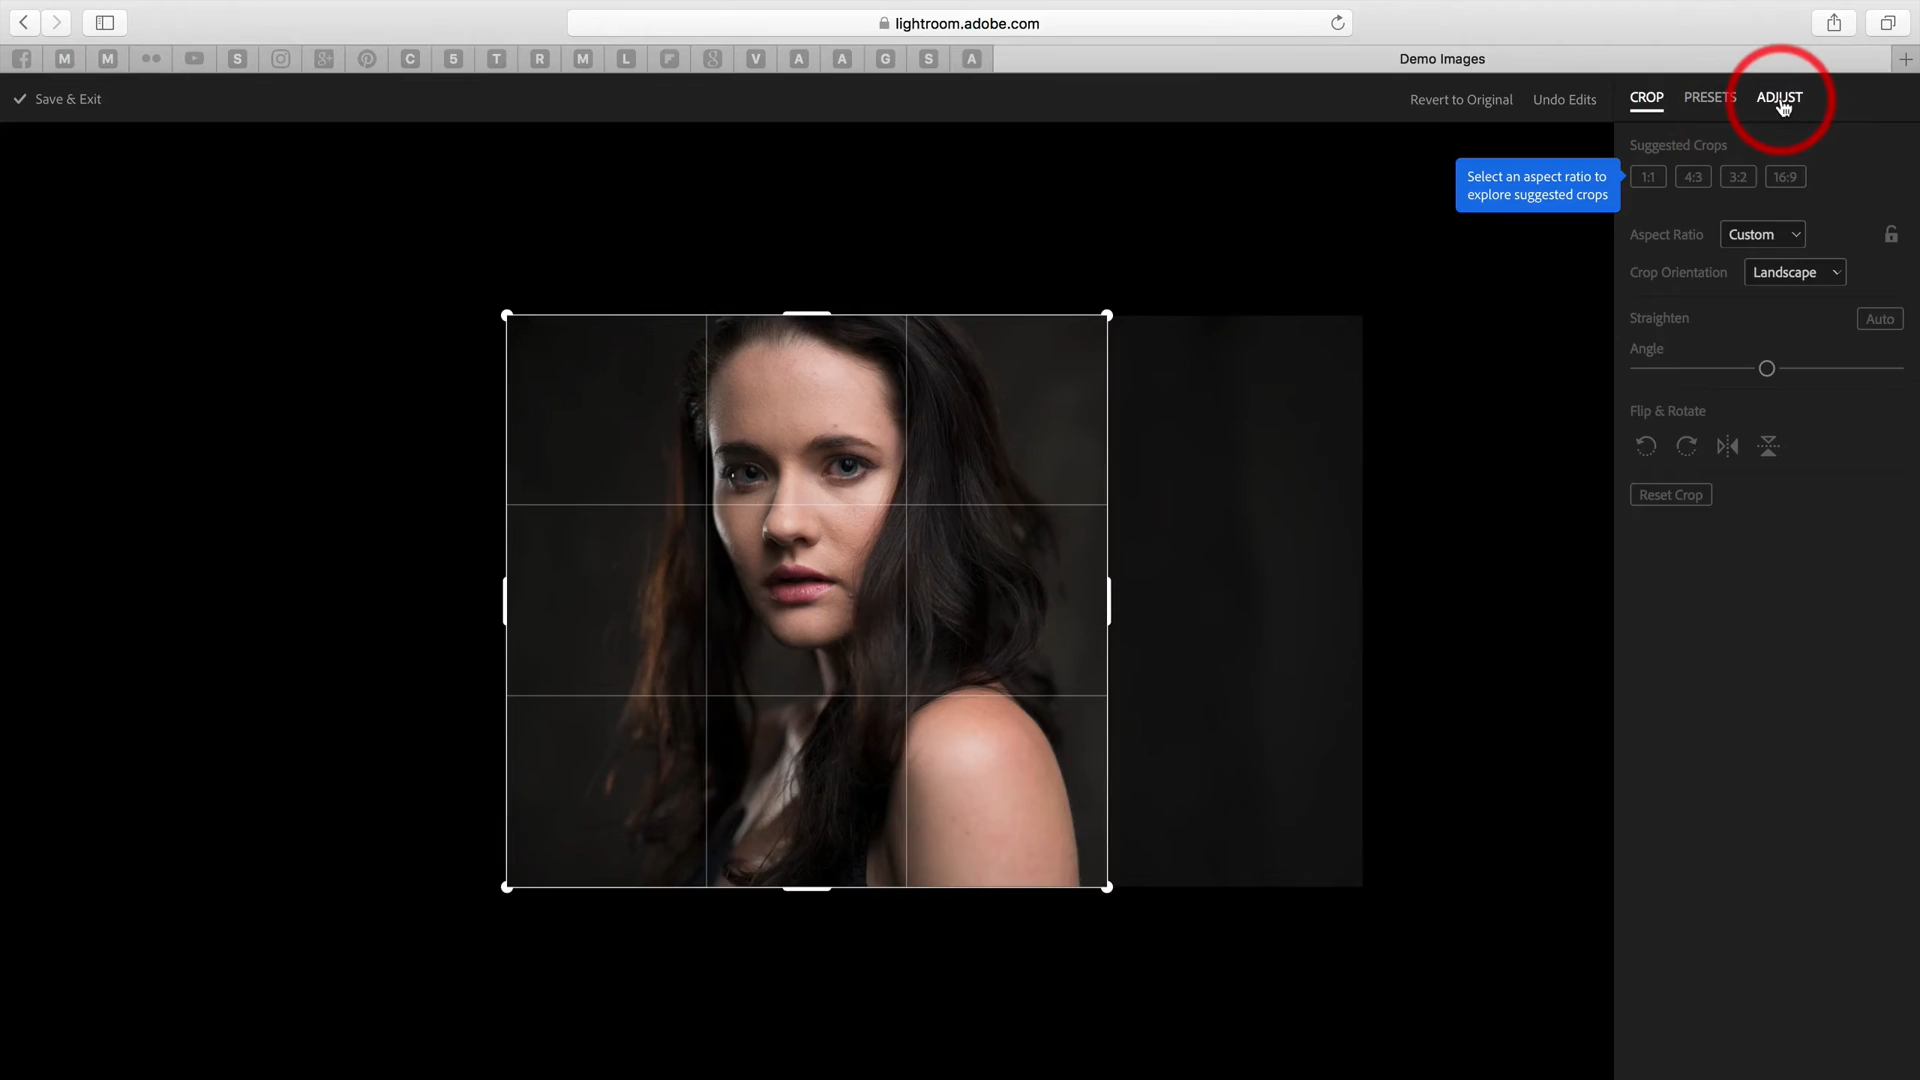 lightroom.adobe.com
M M S C 5 T R M L V A A G S A
Demo Images
Save & Exit
Revert to Original Undo Edits
CROP PRESETS ADJUST
Suggested Crops
Select an aspect ratio to
explore suggested crops
1:1 4:3 3:2 16:9
Aspect Ratio Custom
Crop Orientation Landscape
Straighten Auto
Angle
Flip & Rotate
Reset Crop